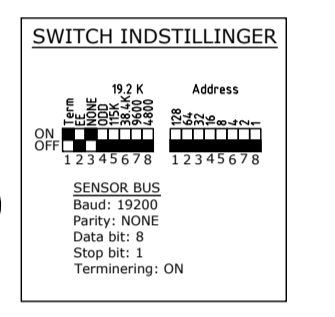 SWITCH INDSTILLINGER
19.2 K Address
Term EE NONE ODD 115K 38.4K 9600 4800 128 64 32 16 8 4 2 1
ON
OFF
1 2 3 4 5 6 7 8 1 2 3 4 5 6 7 8
SENSOR BUS
Baud: 19200
Parity: NONE
Data bit: 8
Stop bit: 1
Terminering: ON